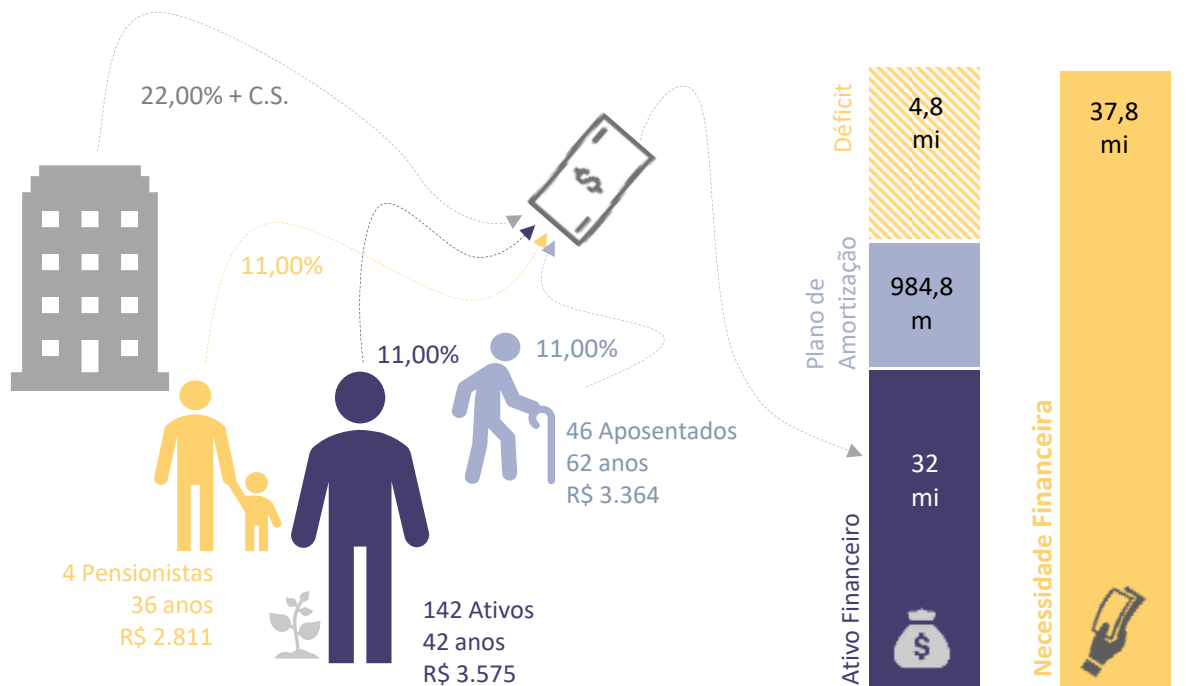 22,00% + C.S.
11,00%
11,00%
11,00%
4 Pensionistas
36 anos
R$ 2.811
142 Ativos
42 anos
R$ 3.575
46 Aposentados
62 anos
R$ 3.364
$
Déficit
4,8
mi
Plano de
Amortização
984,8
m
Ativo Financeiro
32
mi
$
Necessidade Financeira
37,8
mi